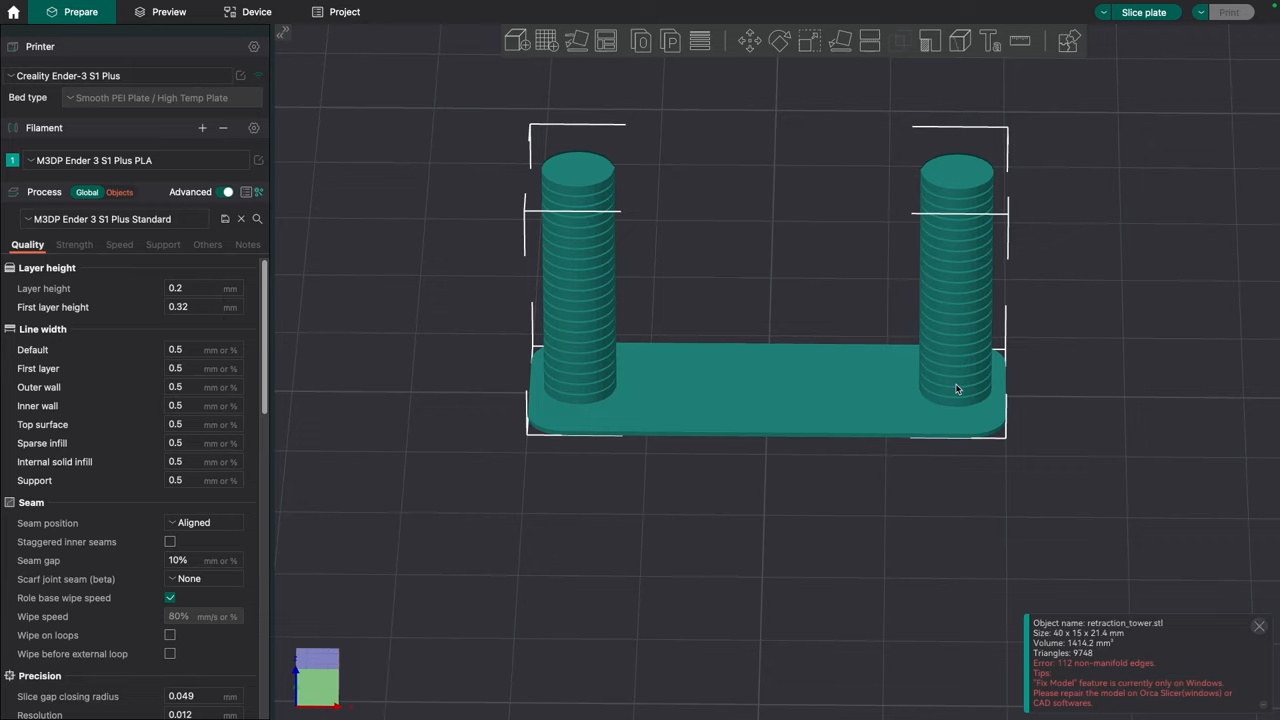 Prepare
Preview
Device
Project
Slice plate
Print
Printer
Creality Ender-3 S1 Plus
Bed type
Smooth PEI Plate / High Temp Plate
Filament
1
M3DP Ender 3 S1 Plus PLA
Process
Global
Objects
Advanced
M3DP Ender 3 S1 Plus Standard
Quality
Strength
Speed
Support
Others
Notes
Layer height
Layer height 0.2 mm
First layer height 0.32 mm
Line width
Default 0.5 mm or %
First layer 0.5 mm or %
Outer wall 0.5 mm or %
Inner wall 0.5 mm or %
Top surface 0.5 mm or %
Sparse infill 0.5 mm or %
Internal solid infill 0.5 mm or %
Support 0.5 mm or %
Seam
Seam position Aligned
Staggered inner seams
Seam gap 10% mm or %
Scarf joint seam (beta) None
Role base wipe speed
Wipe speed 80% mm/s or %
Wipe on loops
Wipe before external loop
Precision
Slice gap closing radius 0.049 mm
Resolution 0.012 mm
Object name: retraction_tower.stl
Size: 40 x 15 x 21.4 mm
Volume: 1414.2 mm³
Triangles: 9748
Error: 112 non-manifold edges.
Tips:
"Fix Model" feature is currently only on Windows.
Please repair the model on Orca Slicer(windows) or
CAD softwares.